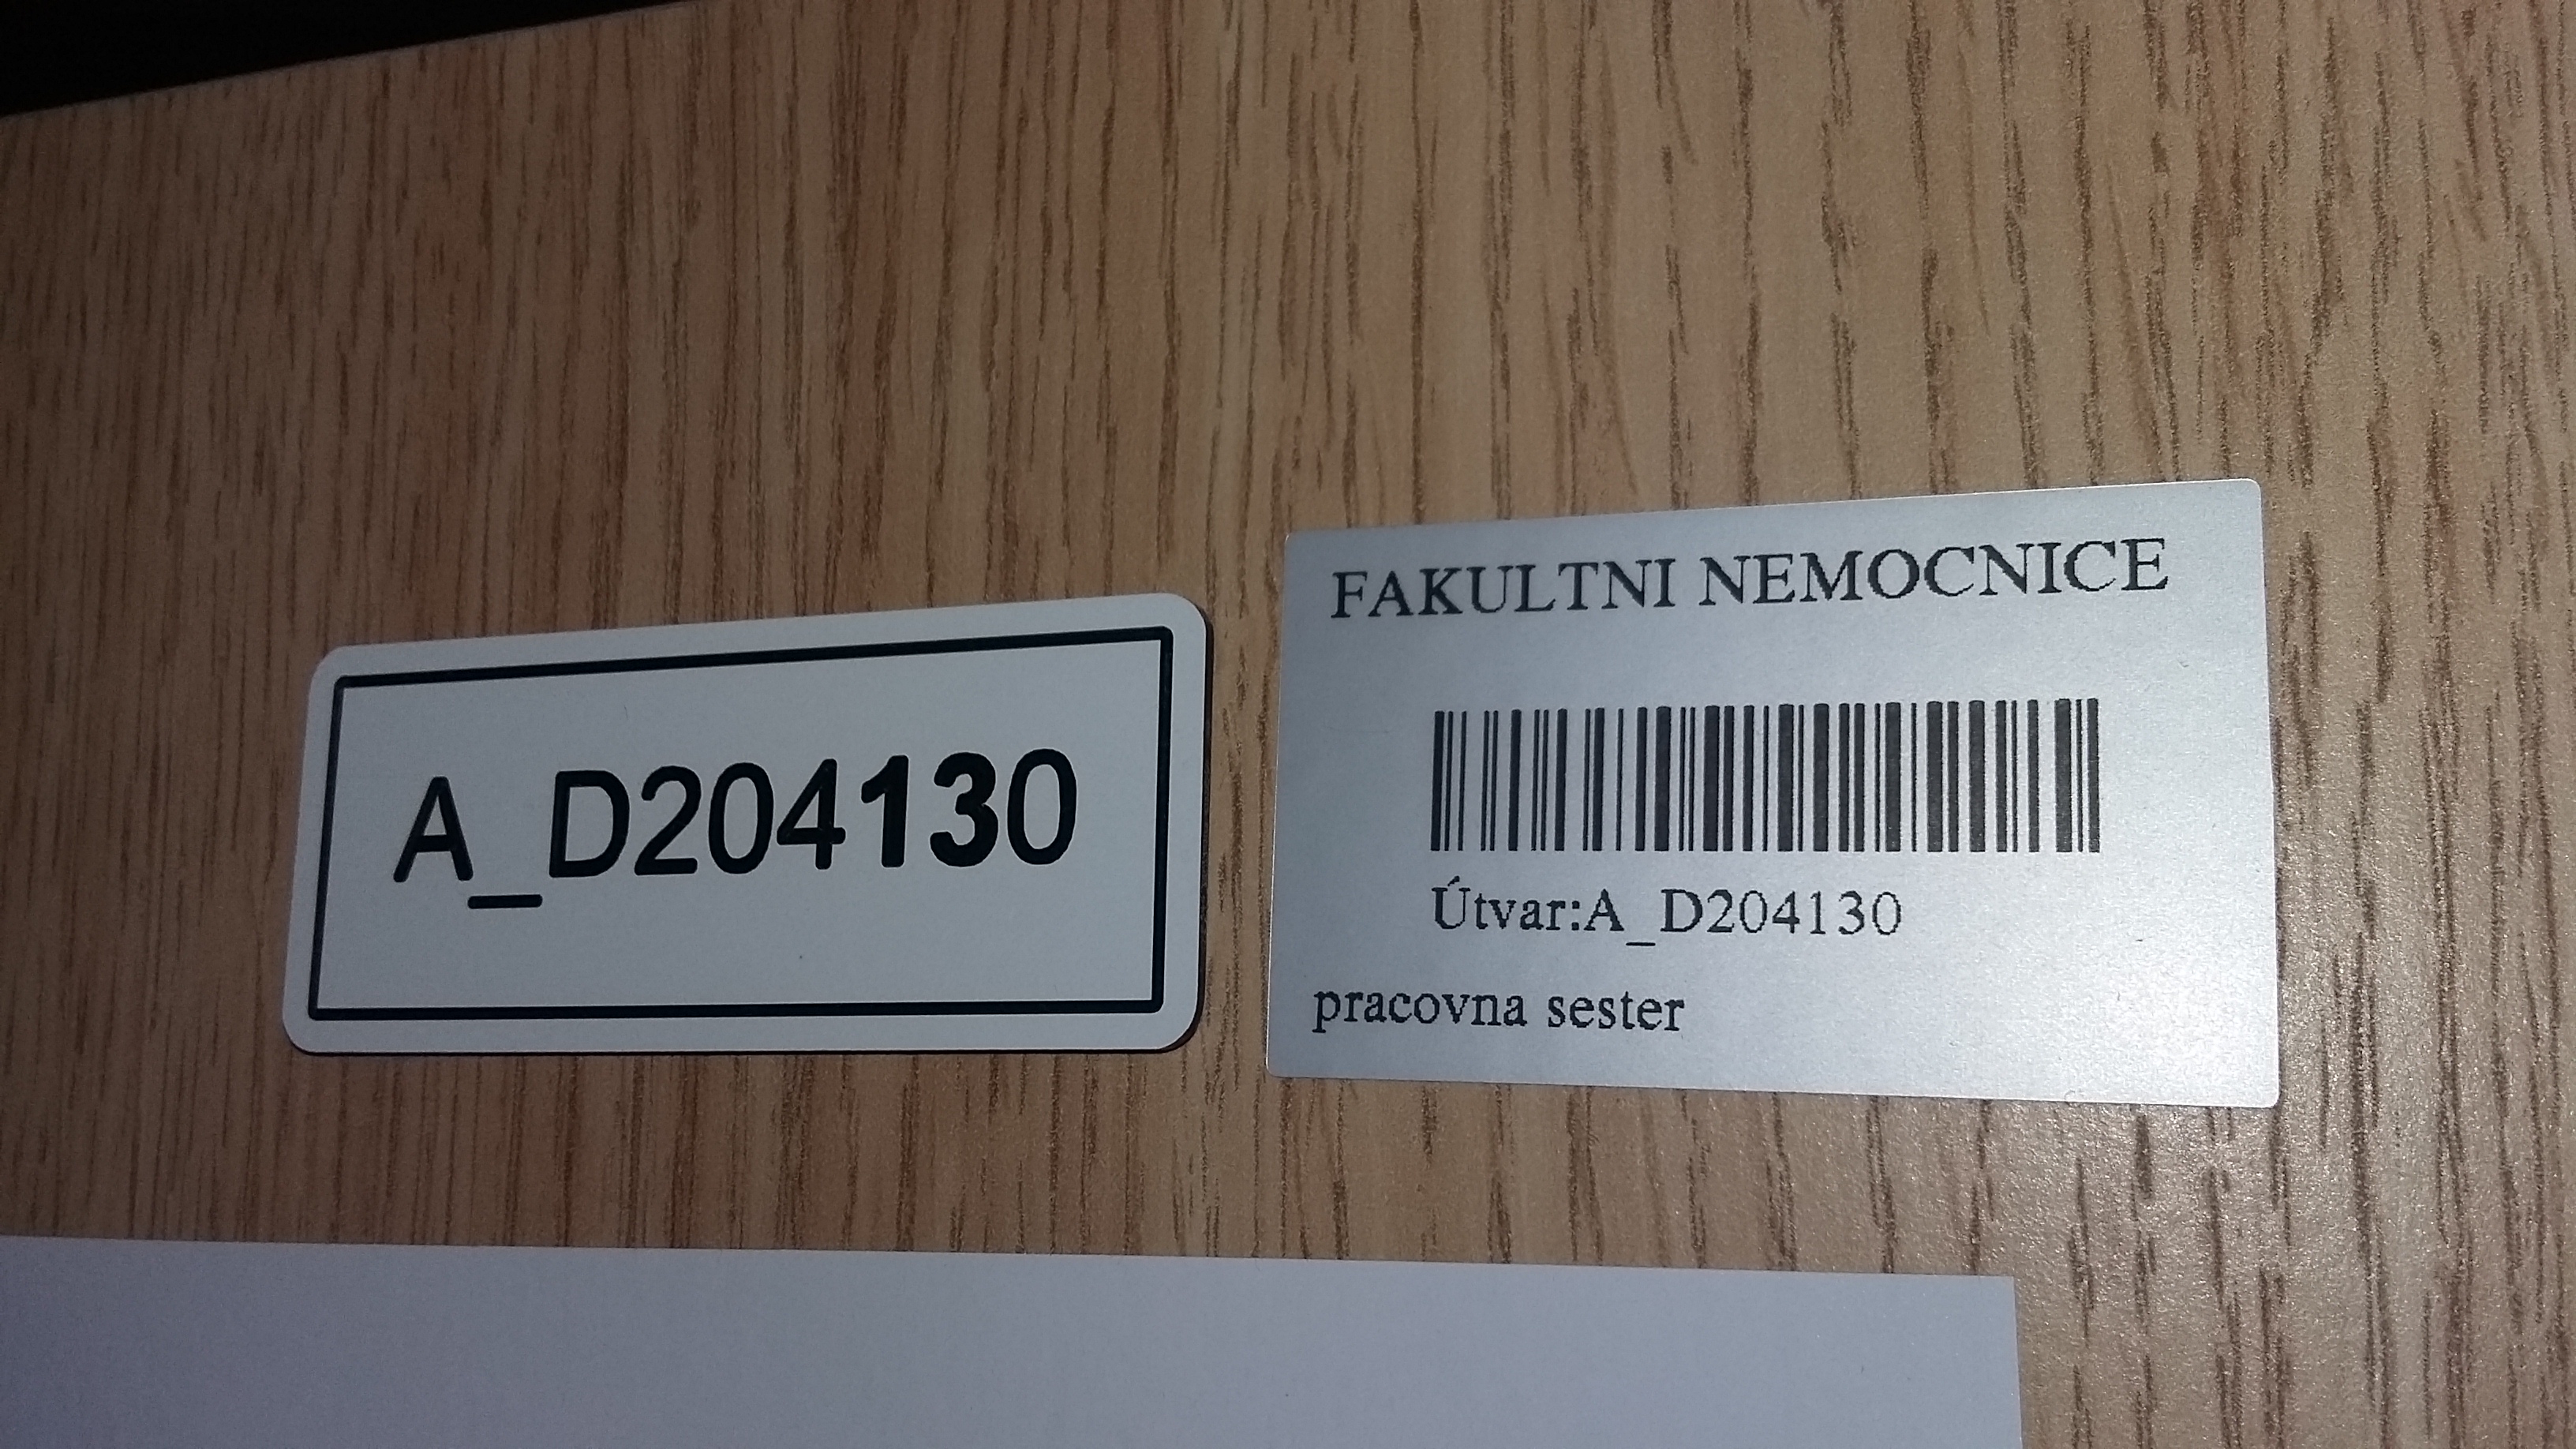 A_D204130
FAKULTNI NEMOCNICE
Útvar:A_D204130
pracovna sester